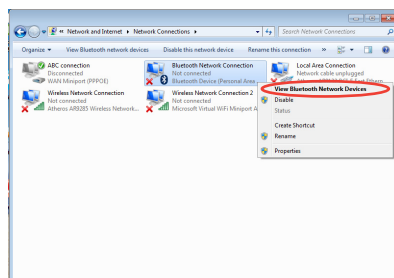 « Network and Internet ▸ Network Connections ▸
Search Network Connections
Organize ▾ View Bluetooth network devices Disable this network device Rename this connection »
ABC connection
Disconnected
WAN Miniport (PPPOE)
Bluetooth Network Connection
Not connected
Bluetooth Device (Personal Area ...
Local Area Connection
Network cable unplugged
Wireless Network Connection
Not connected
Atheros AR9285 Wireless Network...
Wireless Network Connection 2
Not connected
Microsoft Virtual WiFi Miniport A
View Bluetooth Network Devices
Disable
Status
Create Shortcut
Rename
Properties